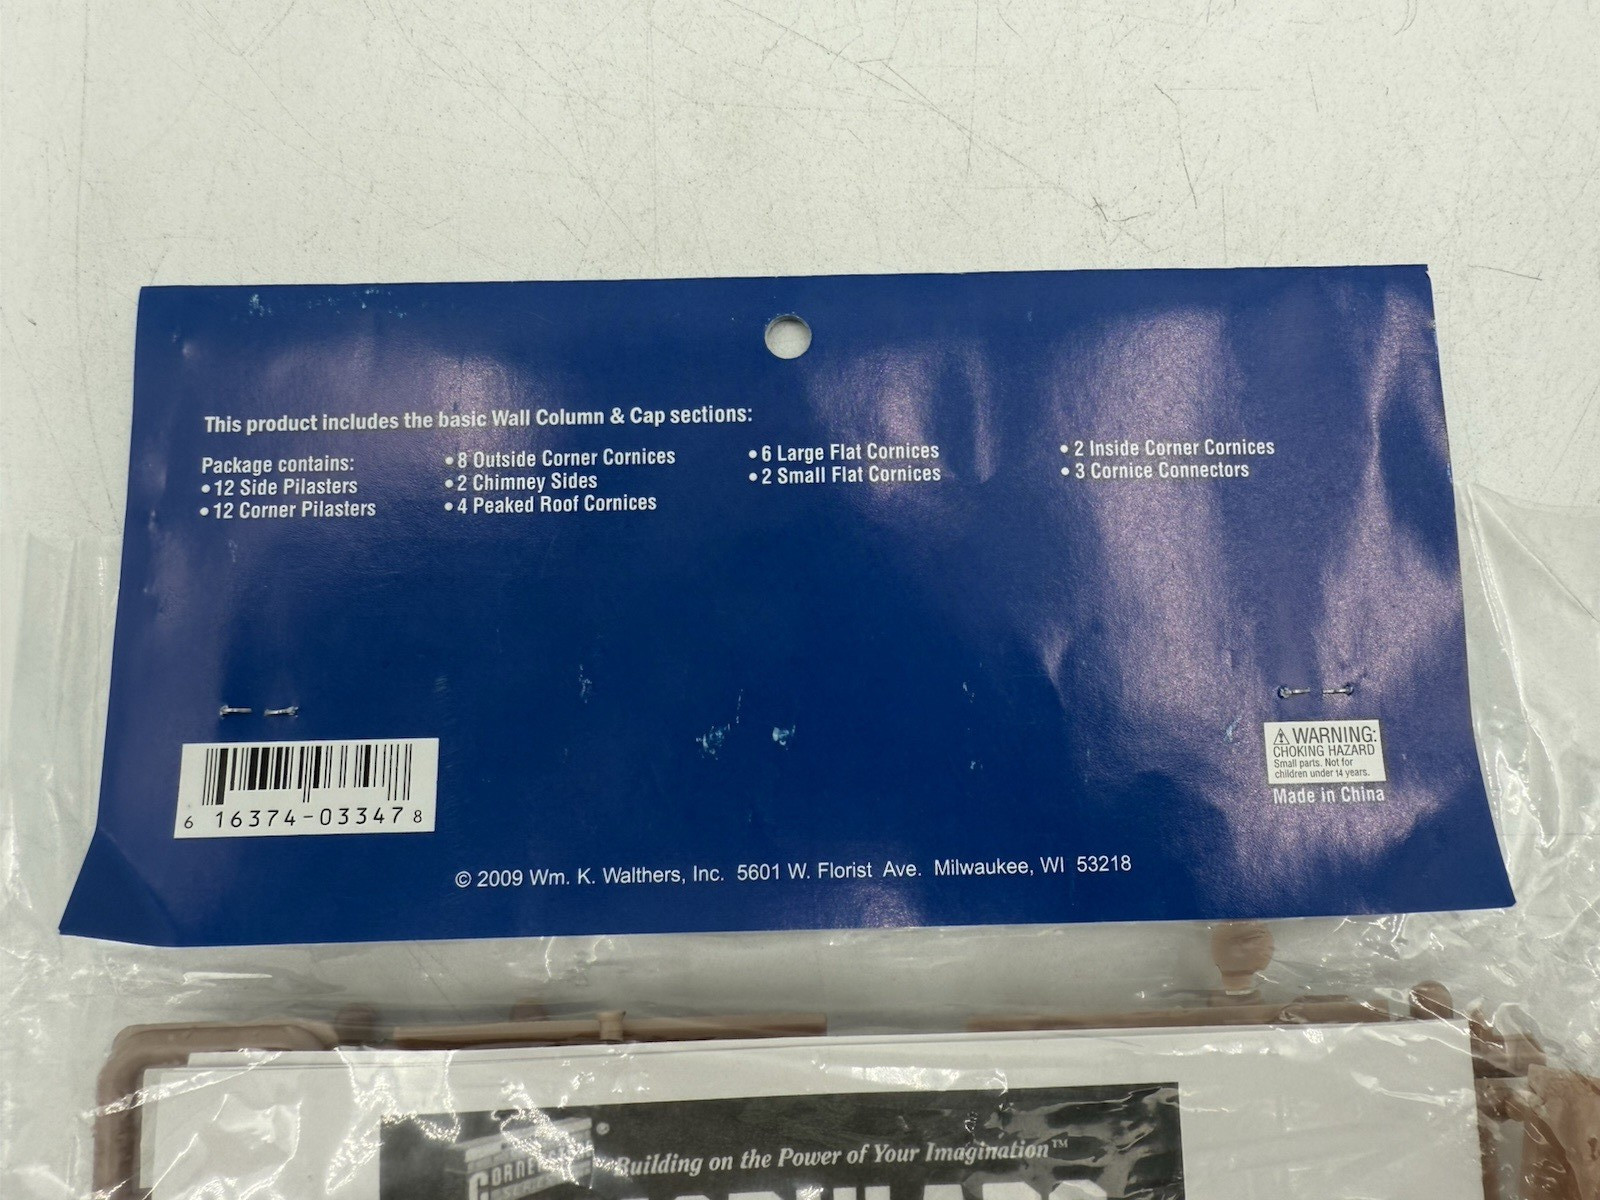 This product includes the basic Wall Column & Cap sections:
Package contains:
• 12 Side Pilasters
• 12 Corner Pilasters
• 8 Outside Corner Cornices
• 2 Chimney Sides
• 4 Peaked Roof Cornices
• 6 Large Flat Cornices
• 2 Small Flat Cornices
• 2 Inside Corner Cornices
• 3 Cornice Connectors
⚠ WARNING:
CHOKING HAZARD
Small parts. Not for
children under 14 years.
Made in China
6 16374-03347 8
© 2009 Wm. K. Walthers, Inc. 5601 W. Florist Ave. Milwaukee, WI 53218
Building on the Power of Your Imagination™